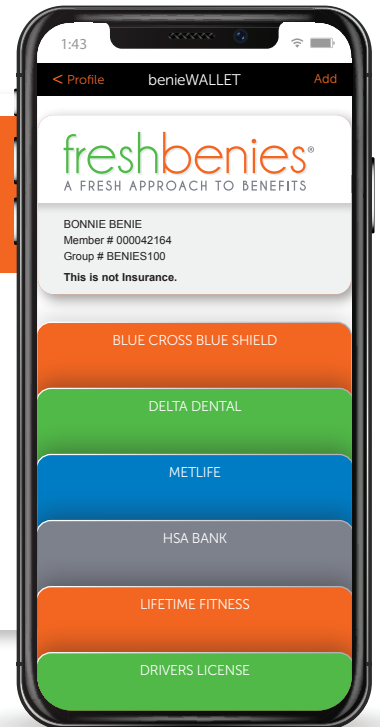 1:43
< Profile benieWALLET Add
freshbenies®
A FRESH APPROACH TO BENEFITS
BONNIE BENIE
Member # 000042164
Group # BENIES100
This is not Insurance.
BLUE CROSS BLUE SHIELD
DELTA DENTAL
METLIFE
HSA BANK
LIFETIME FITNESS
DRIVERS LICENSE